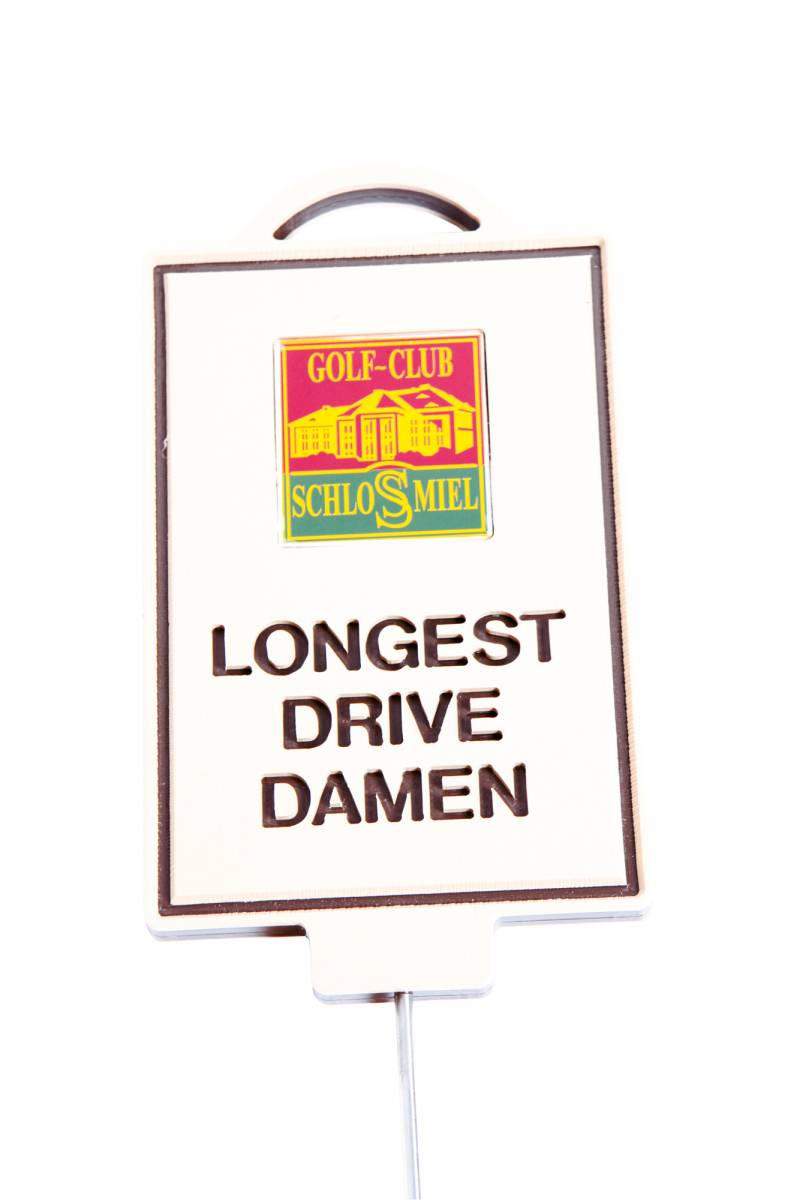 GOLF~CLUB
SCHLOSS MIEL
LONGEST
DRIVE
DAMEN